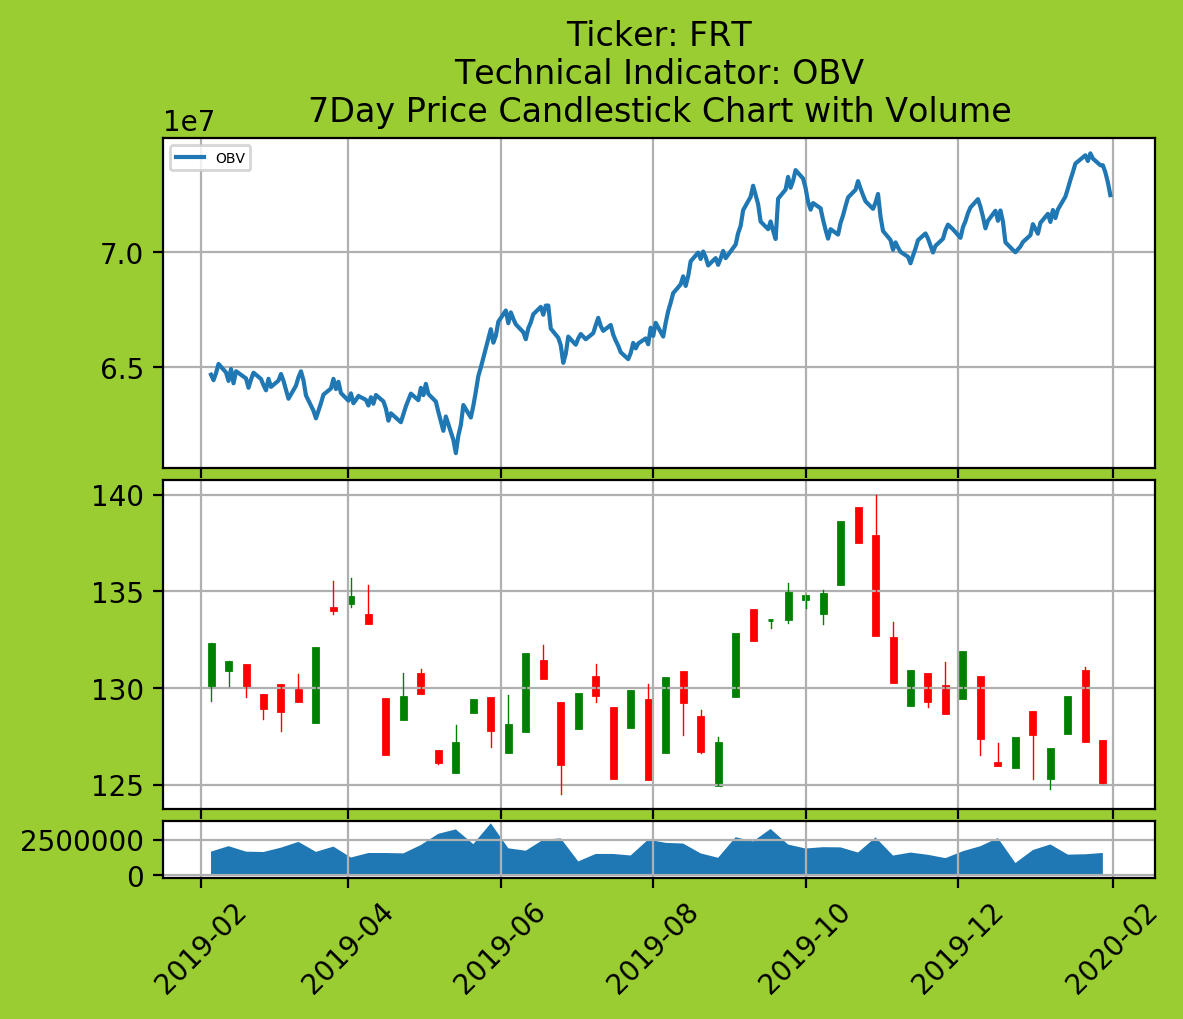 Ticker: FRT
Technical Indicator: OBV
7Day Price Candlestick Chart with Volume
1e7
OBV
7.0
6.5
140
135
130
125
2500000
0
2019-02 2019-04 2019-06 2019-08 2019-10 2019-12 2020-02